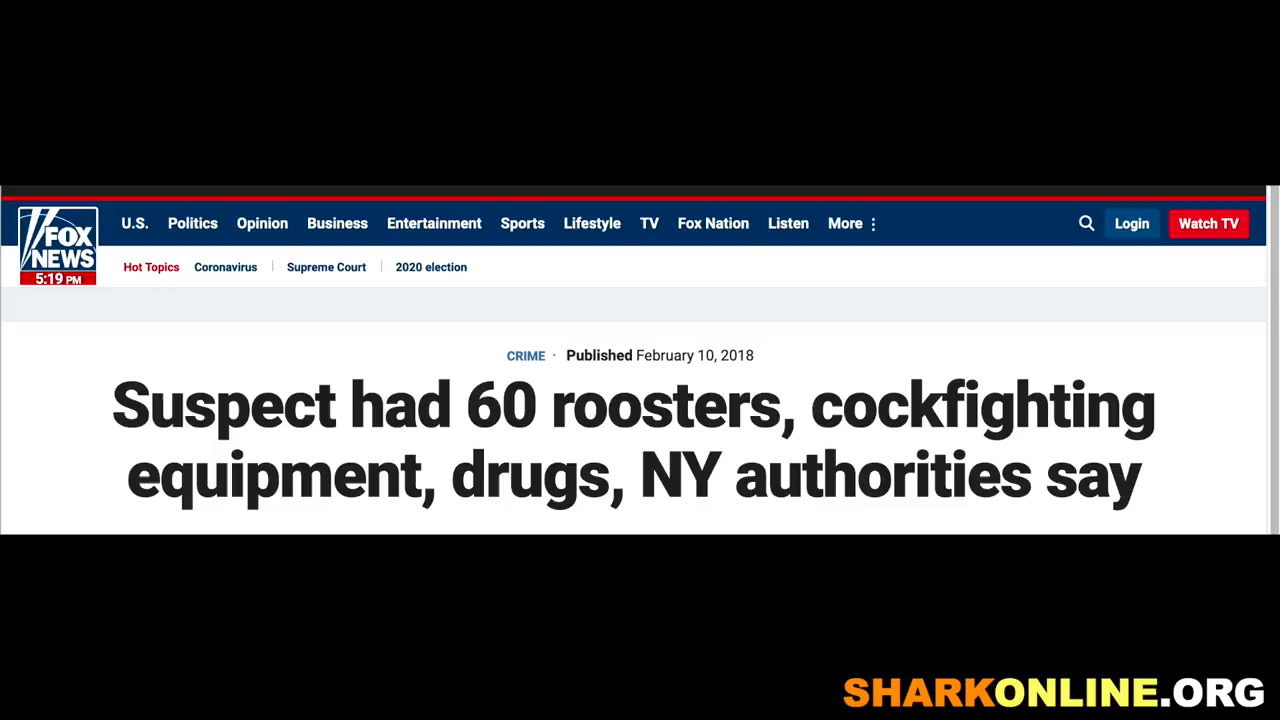 U.S. Politics Opinion Business Entertainment Sports Lifestyle TV Fox Nation Listen More Login Watch TV
FOX
NEWS
5:19 PM
Hot Topics Coronavirus Supreme Court 2020 election
CRIME · Published February 10, 2018
Suspect had 60 roosters, cockfighting
equipment, drugs, NY authorities say
SHARKONLINE.ORG